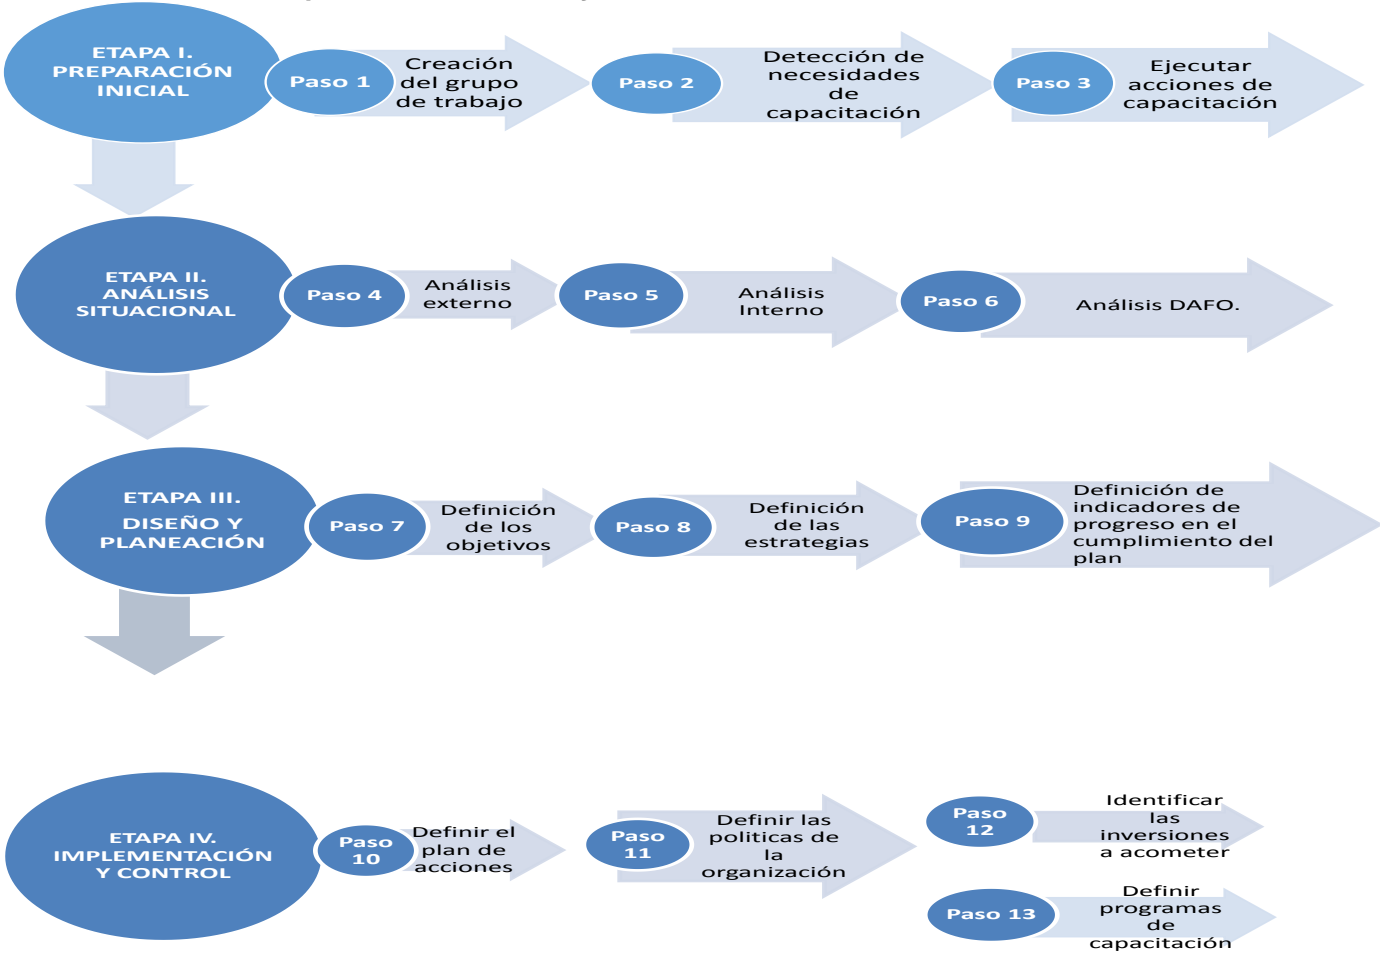 ETAPA I.
PREPARACIÓN
INICIAL
Paso 1
Creación
del grupo
de trabajo
Paso 2
Detección de
necesidades
de
capacitación
Paso 3
Ejecutar
acciones de
capacitación
ETAPA II.
ANÁLISIS
SITUACIONAL
Paso 4
Análisis
externo
Paso 5
Análisis
Interno
Paso 6
Análisis DAFO.
ETAPA III.
DISEÑO Y
PLANEACIÓN
Paso 7
Definición
de los
objetivos
Paso 8
Definición
de las
estrategias
Paso 9
Definición de
indicadores de
progreso en el
cumplimiento del
plan
ETAPA IV.
IMPLEMENTACIÓN
Y CONTROL
Paso
10
Definir el
plan de
acciones
Paso
11
Definir las
politicas de
la
organización
Paso
12
Identificar
las
inversiones
a acometer
Paso 13
Definir
programas
de
capacitación